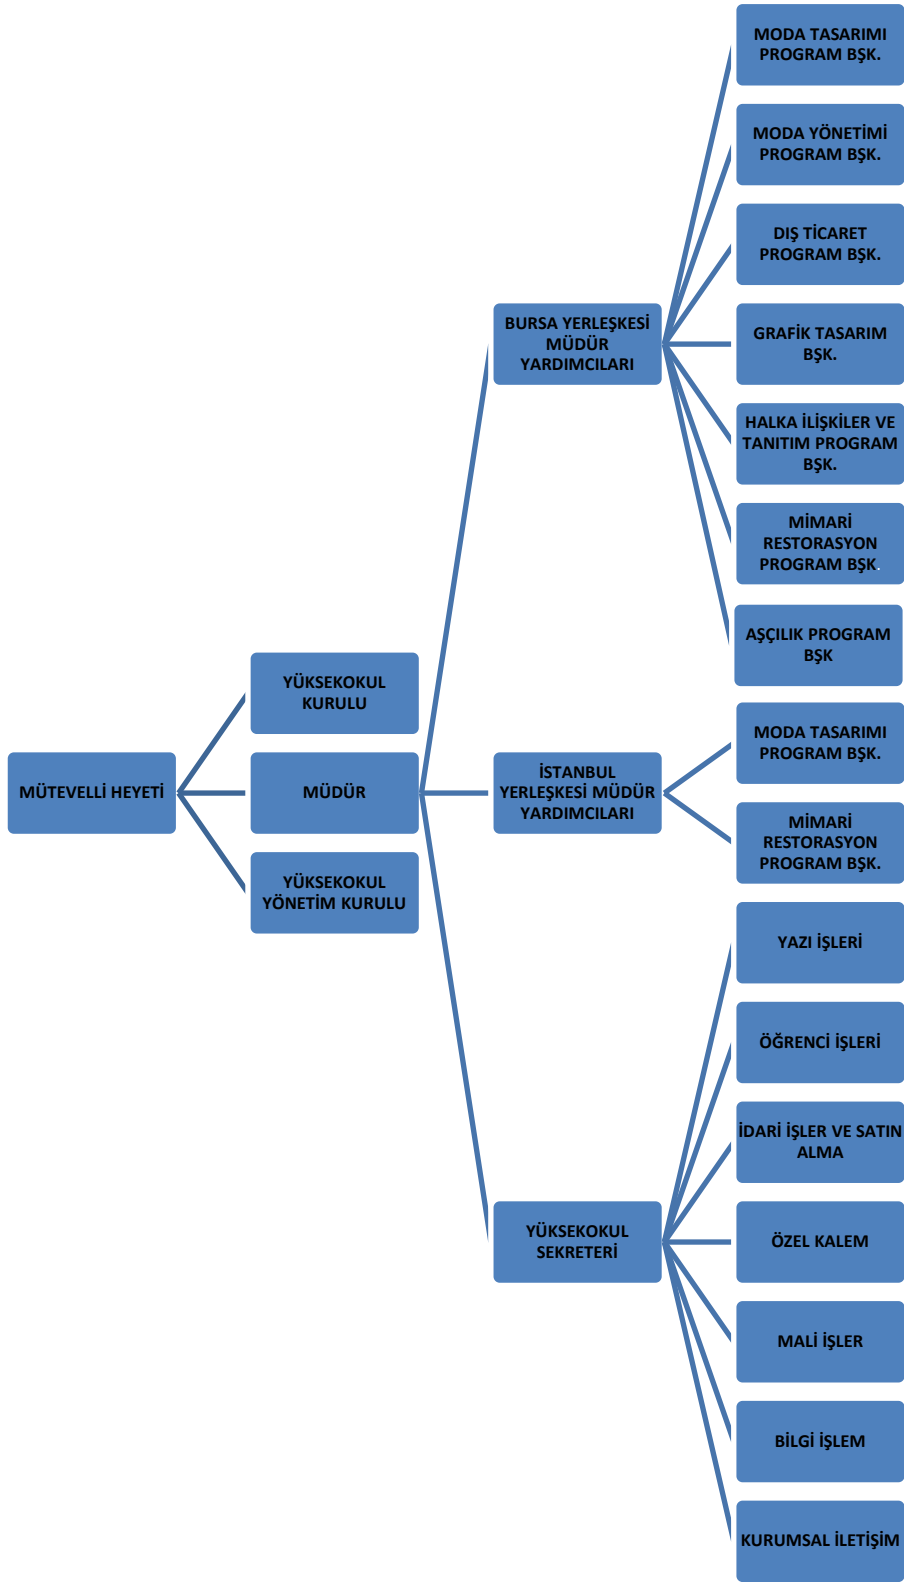 MÜTEVELLİ HEYETİ
YÜKSEKOKUL
KURULU
MÜDÜR
YÜKSEKOKUL
YÖNETİM KURULU
BURSA YERLEŞKESİ
MÜDÜR
YARDIMCILARI
MODA TASARIMI
PROGRAM BŞK.
MODA YÖNETİMİ
PROGRAM BŞK.
DIŞ TİCARET
PROGRAM BŞK.
GRAFİK TASARIM
BŞK.
HALKA İLİŞKİLER VE
TANITIM PROGRAM
BŞK.
MİMARİ
RESTORASYON
PROGRAM BŞK.
AŞÇILIK PROGRAM
BŞK
İSTANBUL
YERLEŞKESİ MÜDÜR
YARDIMCILARI
MODA TASARIMI
PROGRAM BŞK.
MİMARİ
RESTORASYON
PROGRAM BŞK.
YÜKSEKOKUL
SEKRETERİ
YAZI İŞLERİ
ÖĞRENCİ İŞLERİ
İDARİ İŞLER VE SATIN
ALMA
ÖZEL KALEM
MALİ İŞLER
BİLGİ İŞLEM
KURUMSAL İLETİŞİM